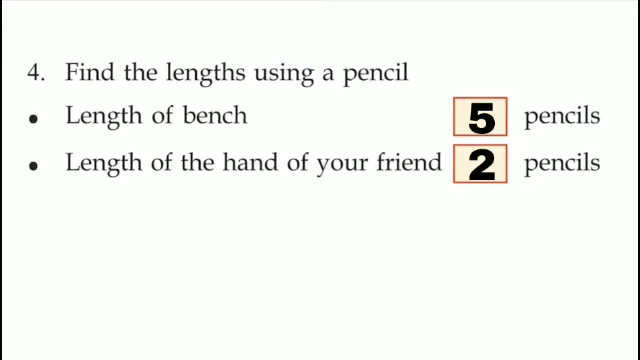 4. Find the lengths using a pencil
• Length of bench 5 pencils
• Length of the hand of your friend 2 pencils